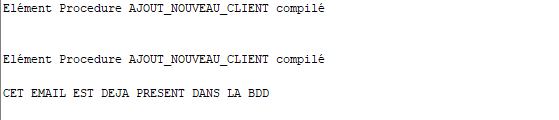 Elément Procedure AJOUT_NOUVEAU_CLIENT compilé
Elément Procedure AJOUT_NOUVEAU_CLIENT compilé
CET EMAIL EST DEJA PRESENT DANS LA BDD